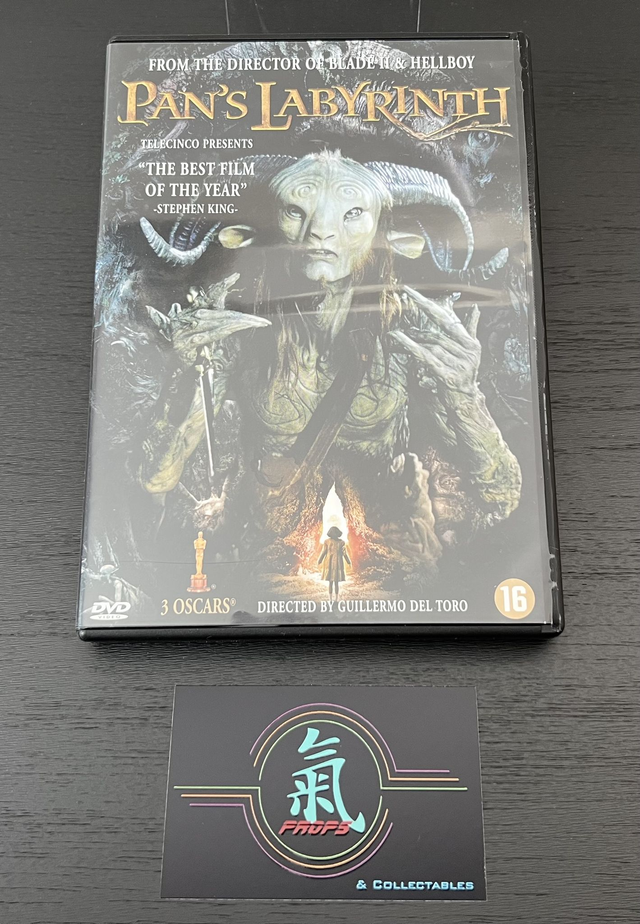 FROM THE DIRECTOR OF BLADE II & HELLBOY
PAN'S LABYRINTH
TELECINCO PRESENTS
"THE BEST FILM
OF THE YEAR"
-STEPHEN KING-
DVD
VIDEO
3 OSCARS®
DIRECTED BY GUILLERMO DEL TORO
16
氣
PROPS
& COLLECTABLES